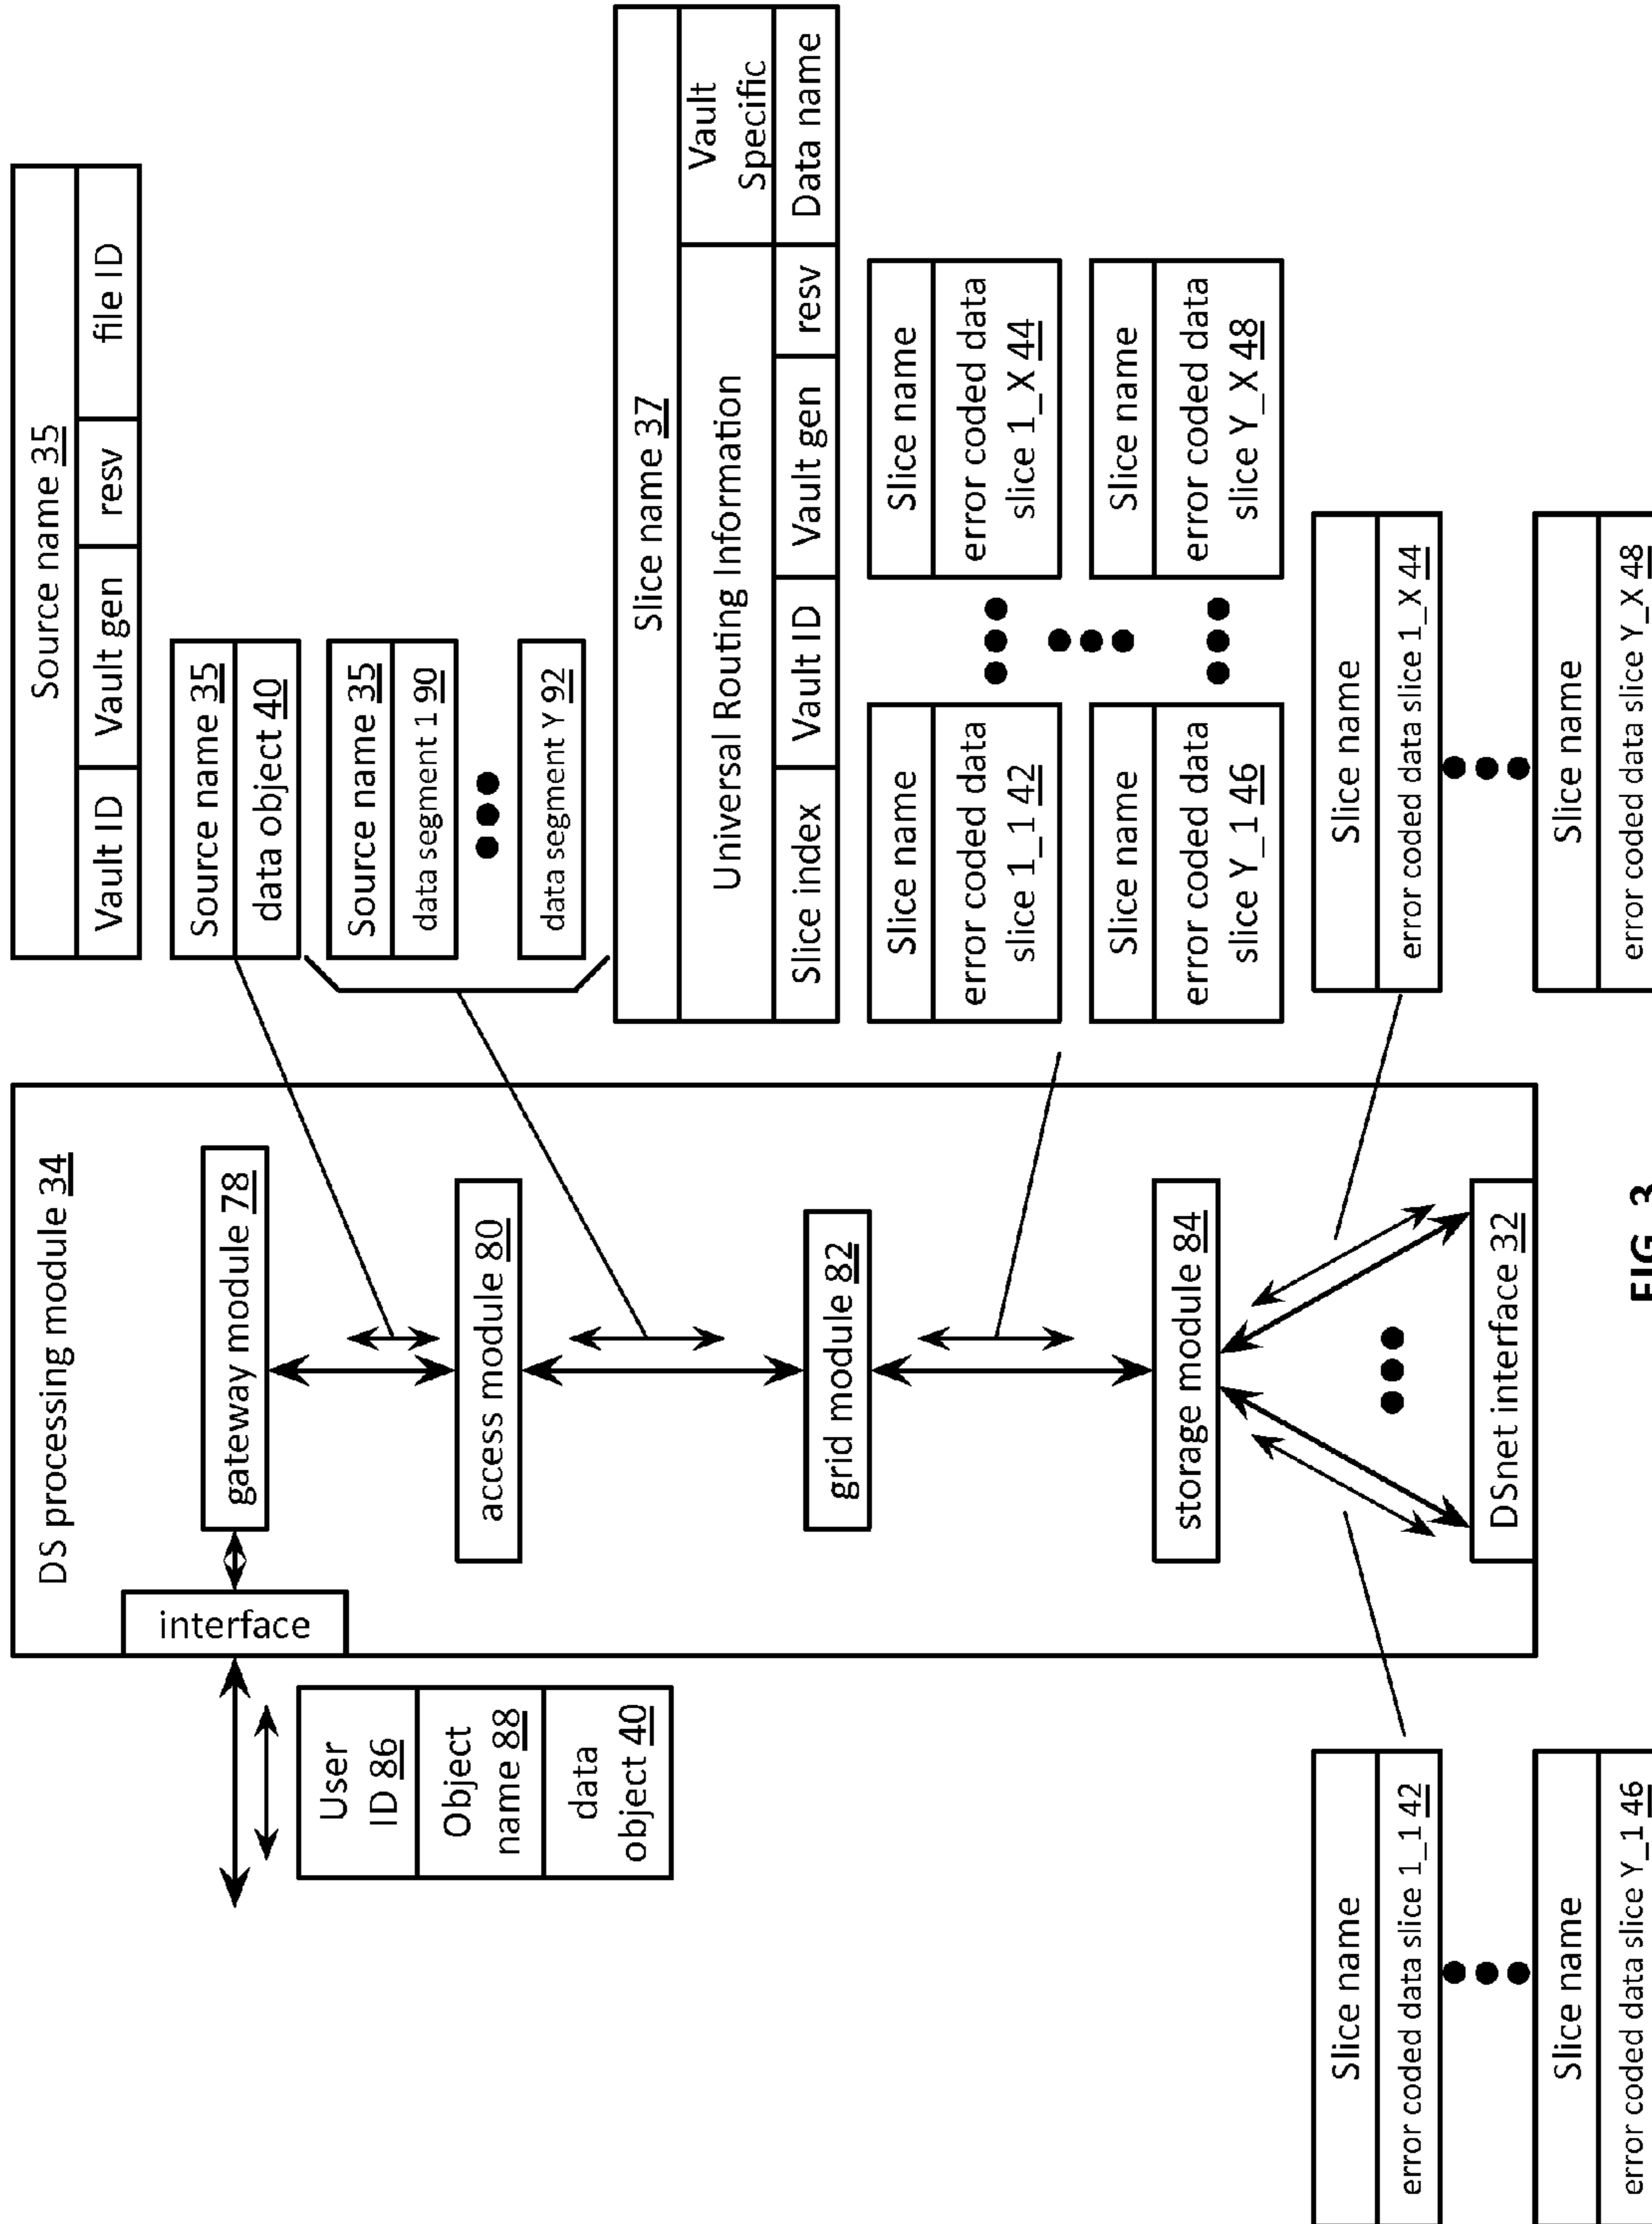 DS processing module 34
interface
gateway module 78
access module 80
grid module 82
storage module 84
DSnet interface 32
User
ID 86
Object
name 88
data
object 40
Source name 35
Vault ID
Vault gen
resv
file ID
Source name 35
data object 40
Source name 35
data segment 1 90
data segment Y 92
Slice name 37
Universal Routing Information
Vault
Specific
Slice index
Vault ID
Vault gen
resv
Data name
Slice name
error coded data
slice 1_1 42
Slice name
error coded data
slice 1_X 44
Slice name
error coded data
slice Y_1 46
Slice name
error coded data
slice Y_X 48
Slice name
error coded data slice 1_1 42
Slice name
error coded data slice Y_1 46
Slice name
error coded data slice 1_X 44
Slice name
error coded data slice Y_X 48
FIG. 3